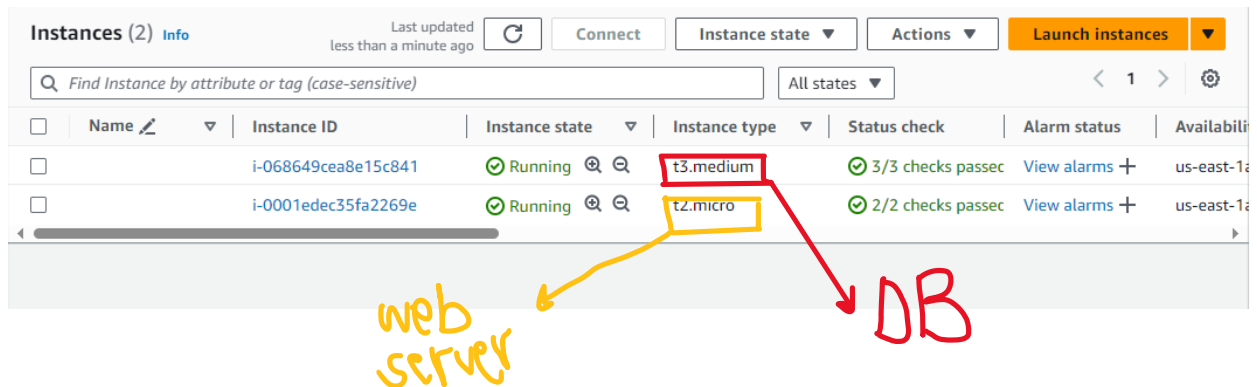 Instances (2) Info
Last updated
less than a minute ago
Connect
Instance state
Actions
Launch instances
Find Instance by attribute or tag (case-sensitive)
All states
1
Name Instance ID Instance state Instance type Status check Alarm status Availabili
i-068649cea8e15c841 Running t3.medium 3/3 checks passec View alarms us-east-1a
i-0001edec35fa2269e Running t2.micro 2/2 checks passec View alarms us-east-1a
web
server
DB